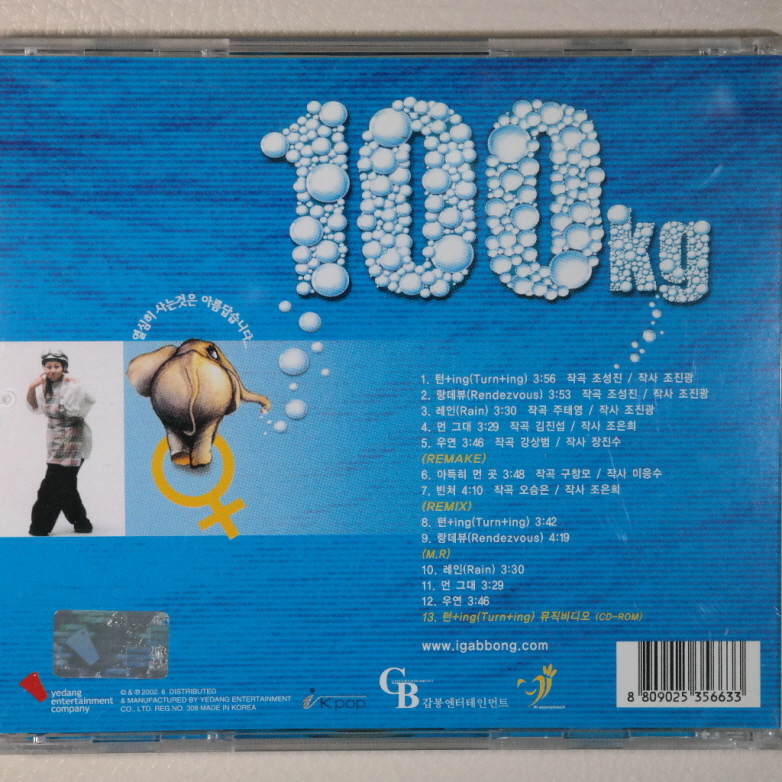 100kg
열심히 사는것은 아름답습니다...
1. 턴+ing(Turn+ing) 3:56 작곡 조성진 / 작사 조진광
2. 랑데뷰(Rendezvous) 3:53 작곡 조성진 / 작사 조진광
3. 레인(Rain) 3:30 작곡 주태영 / 작사 조진광
4. 먼 그대 3:29 작곡 김진섭 / 작사 조은희
5. 우연 3:46 작곡 강상범 / 작사 장진수
(REMAKE)
6. 아득히 먼 곳 3:48 작곡 구창모 / 작사 이응수
7. 빈처 4:10 작곡 오승은 / 작사 조은희
(REMIX)
8. 턴+ing(Turn+ing) 3:42
9. 랑데뷰(Rendezvous) 4:19
(M.R)
10. 레인(Rain) 3:30
11. 먼 그대 3:29
12. 우연 3:46
13. 턴+ing(Turn+ing) 뮤직비디오 (CD-ROM)
www.igabbong.com
yedang
entertainment
company
© & ℗ 2002. 6 DISTRIBUTED
& MANUFACTURED BY YEDANG ENTERTAINMENT
CO., LTD. REG.NO. 308 MADE IN KOREA
iKpop
GB ENTERTAINMENT
감봉엔터테인먼트
8 809025 356633